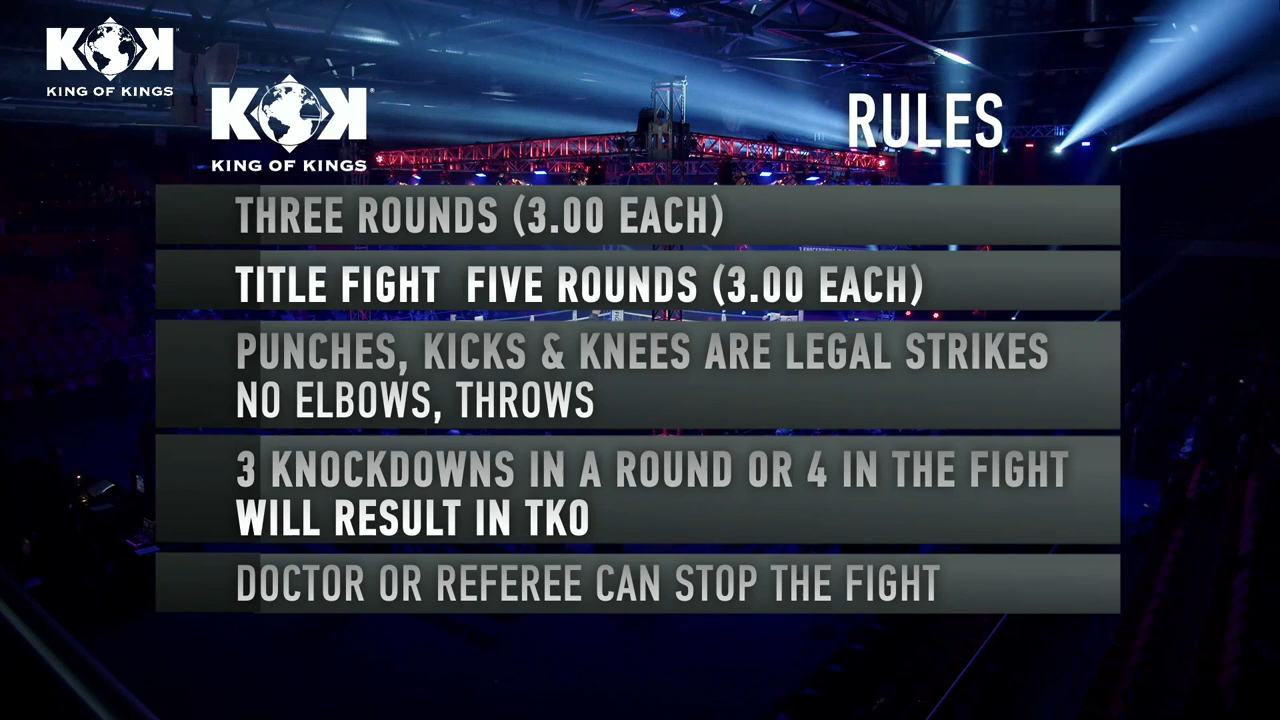 KOK
KING OF KINGS
KOK
KING OF KINGS
RULES
THREE ROUNDS (3.00 EACH)
TITLE FIGHT FIVE ROUNDS (3.00 EACH)
PUNCHES, KICKS & KNEES ARE LEGAL STRIKES
NO ELBOWS, THROWS
3 KNOCKDOWNS IN A ROUND OR 4 IN THE FIGHT
WILL RESULT IN TKO
DOCTOR OR REFEREE CAN STOP THE FIGHT